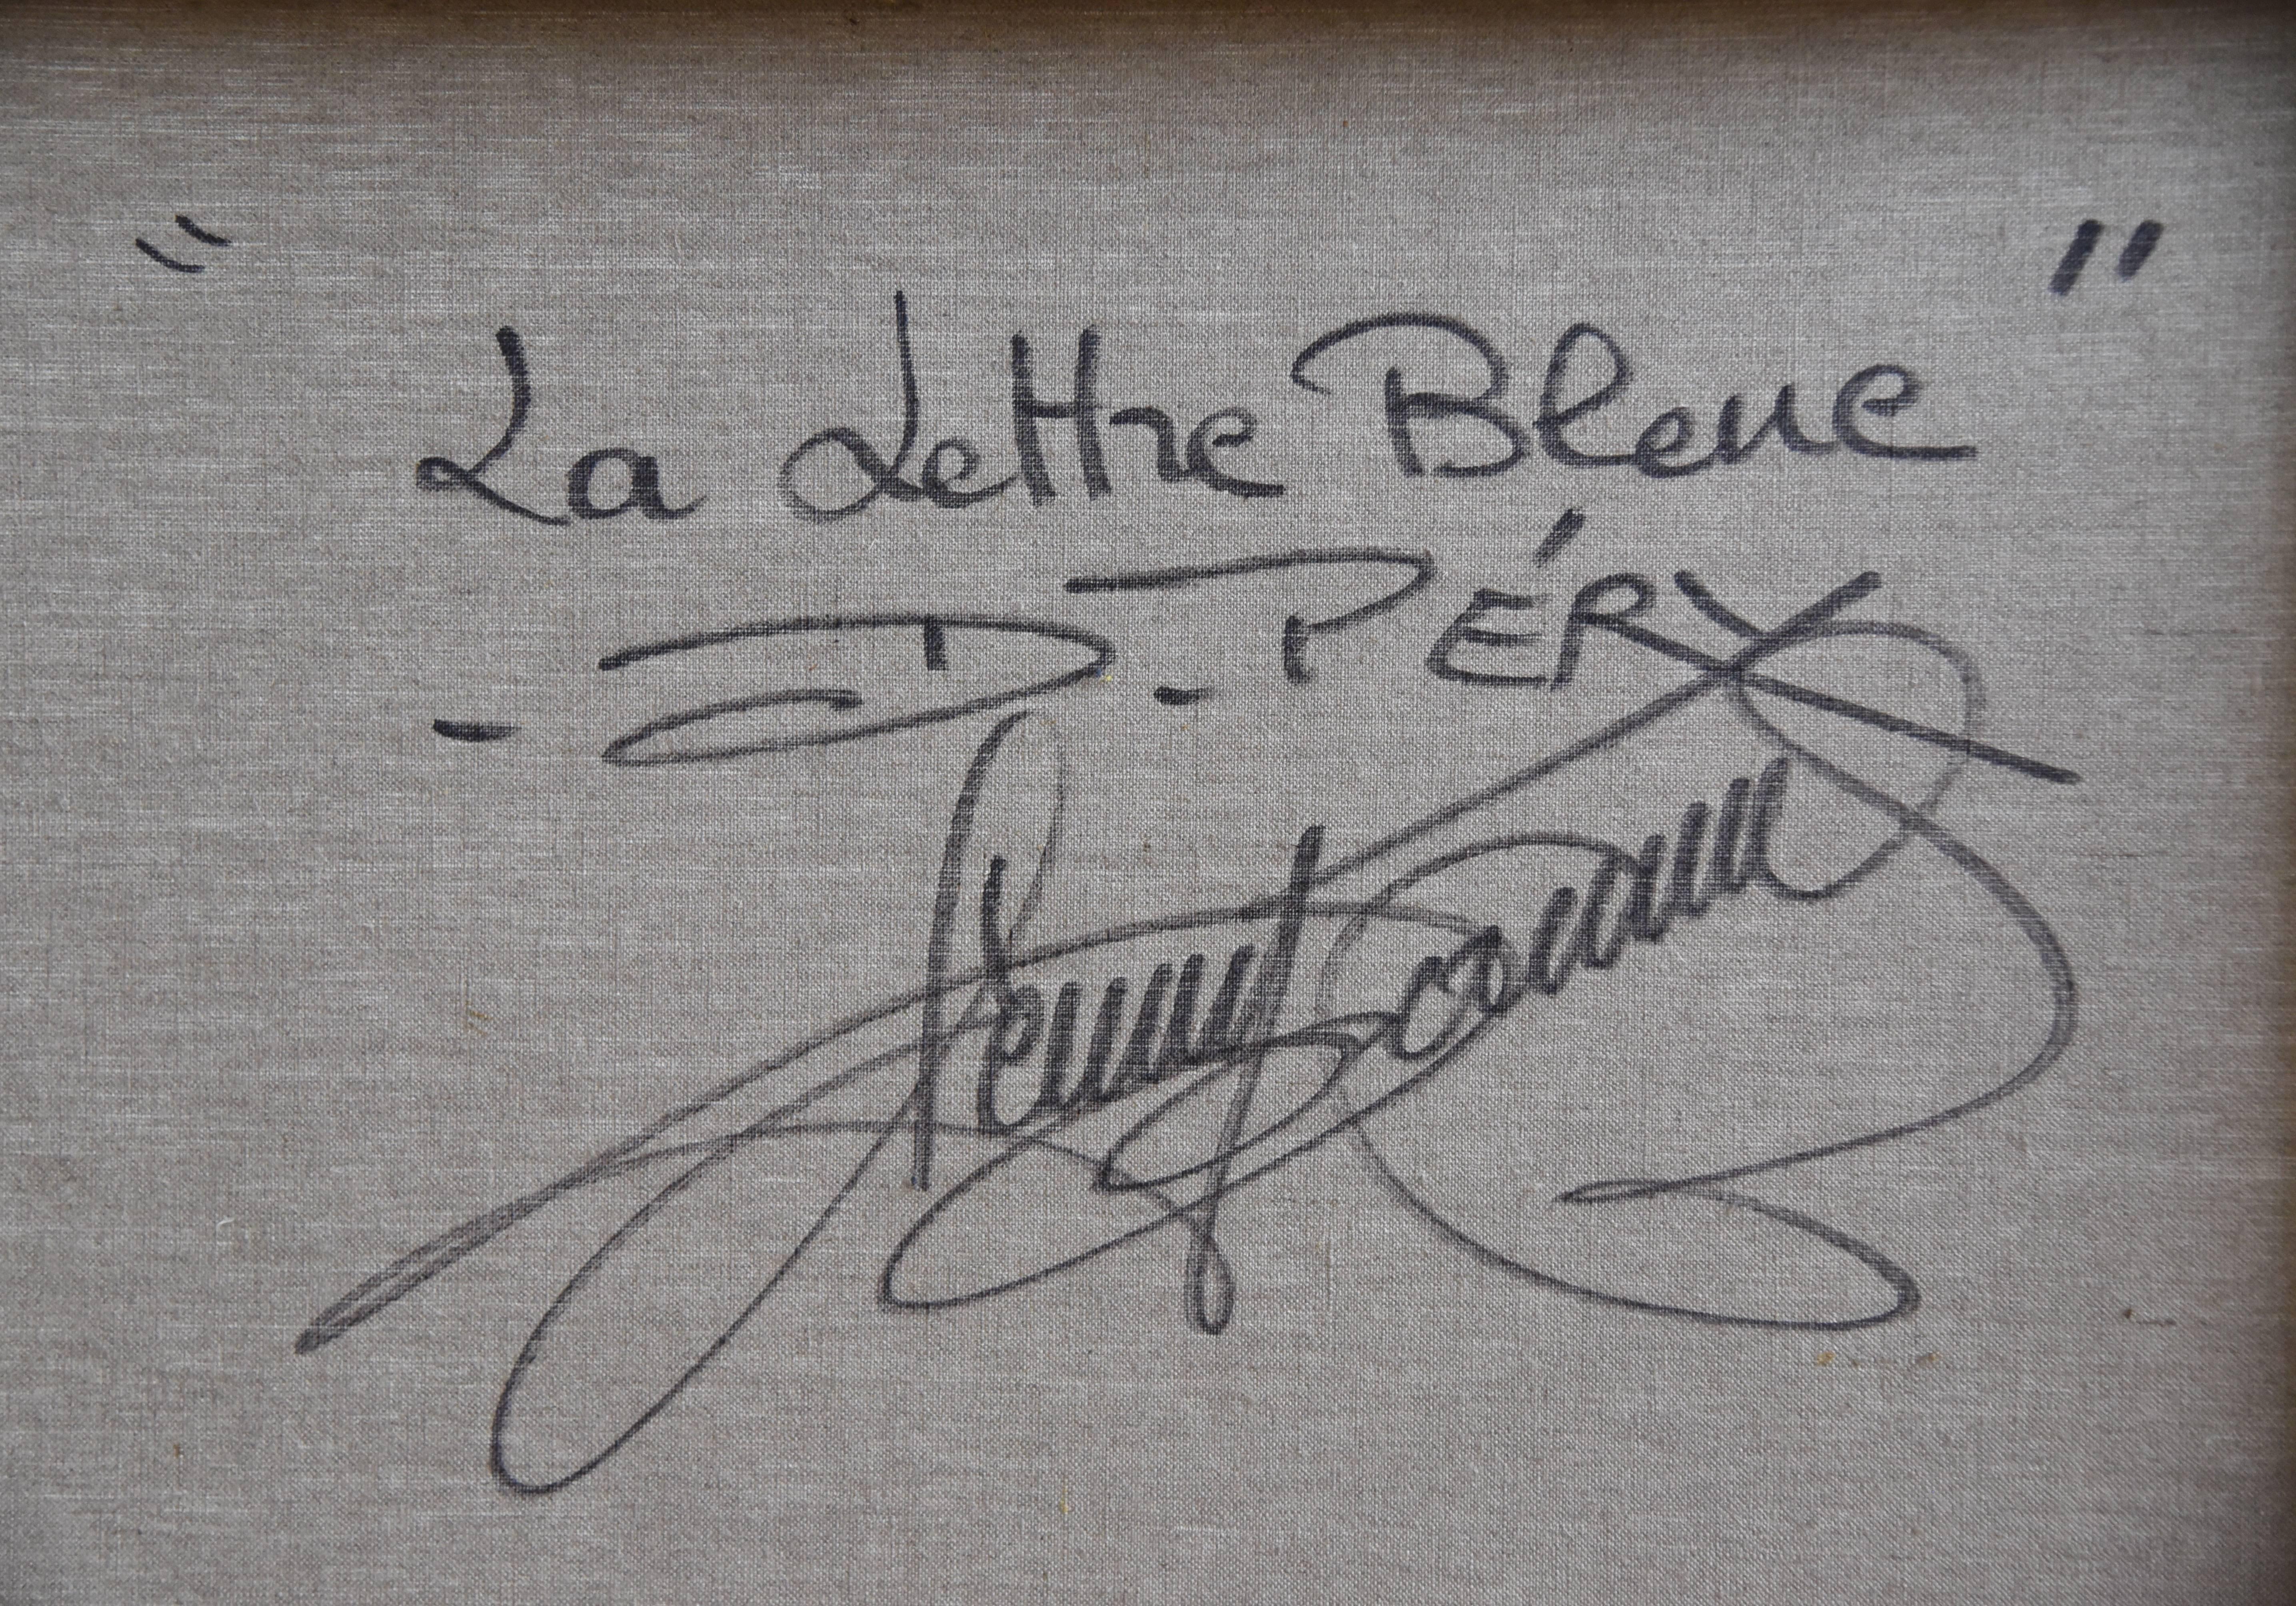 " La Lettre Bleue "
- D. PÉRY